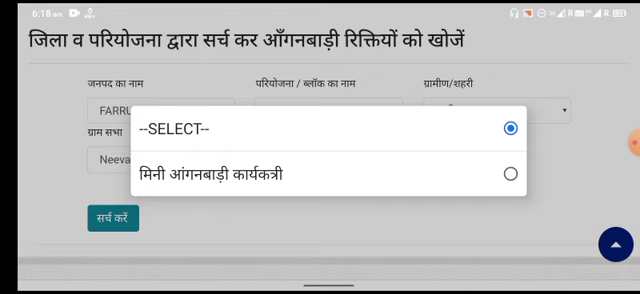 6:18 am
जिला व परियोजना द्वारा सर्च कर आँगनबाड़ी रिक्तियों को खोजें
जनपद का नाम परियोजना / ब्लॉक का नाम ग्रामीण/शहरी
FARRU
--SELECT--
ग्राम सभा
Neeva
मिनी आंगनबाड़ी कार्यकत्री
सर्च करें